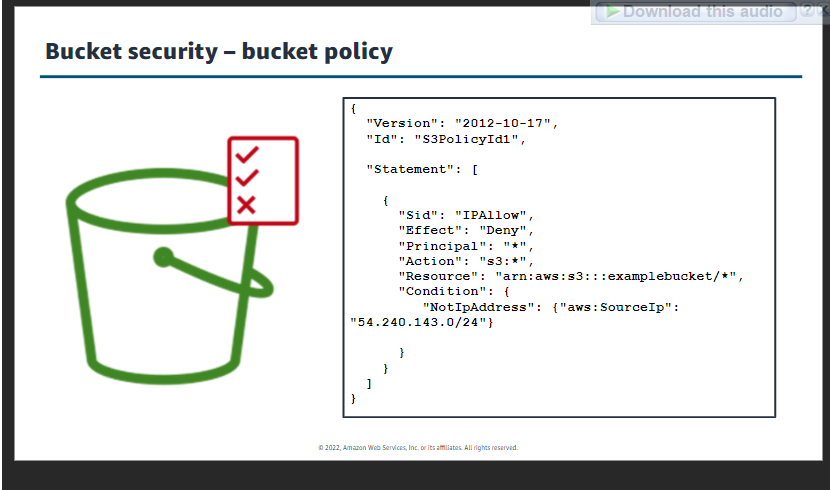 Download this audio
Bucket security – bucket policy
{
"Version": "2012-10-17",
"Id": "S3PolicyId1",
"Statement": [
{
"Sid": "IPAllow",
"Effect": "Deny",
"Principal": "*",
"Action": "s3:*",
"Resource": "arn:aws:s3:::examplebucket/*",
"Condition": {
"NotIpAddress": {"aws:SourceIp":
"54.240.143.0/24"}
}
}
]
}
© 2022, Amazon Web Services, Inc. or its affiliates. All rights reserved.